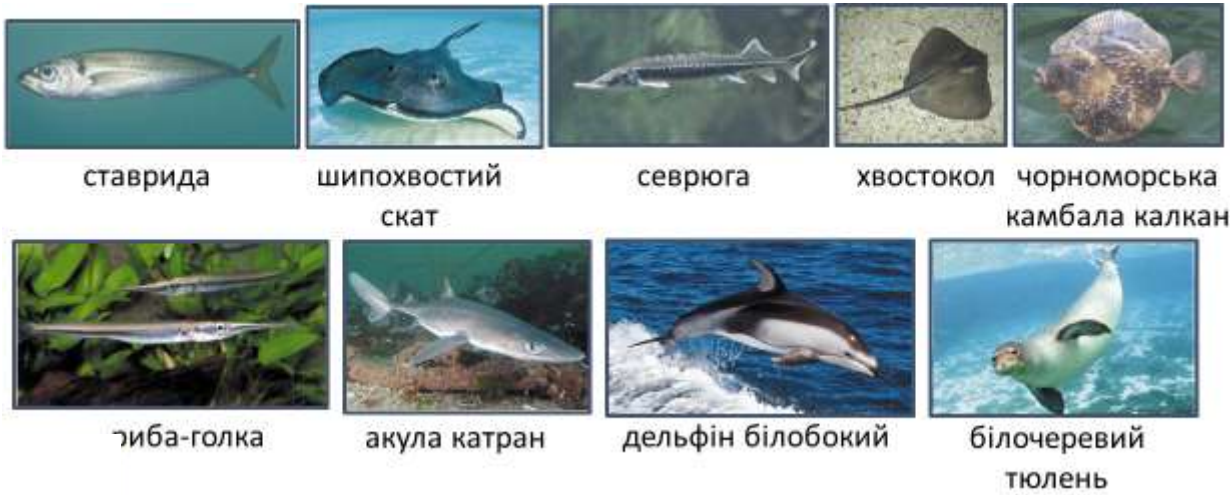 ставрида
шипохвостий
скат
севрюга
хвостокол
чорноморська
камбала калкан
риба-голка
акула катран
дельфін білобокий
білочеревий
тюлень